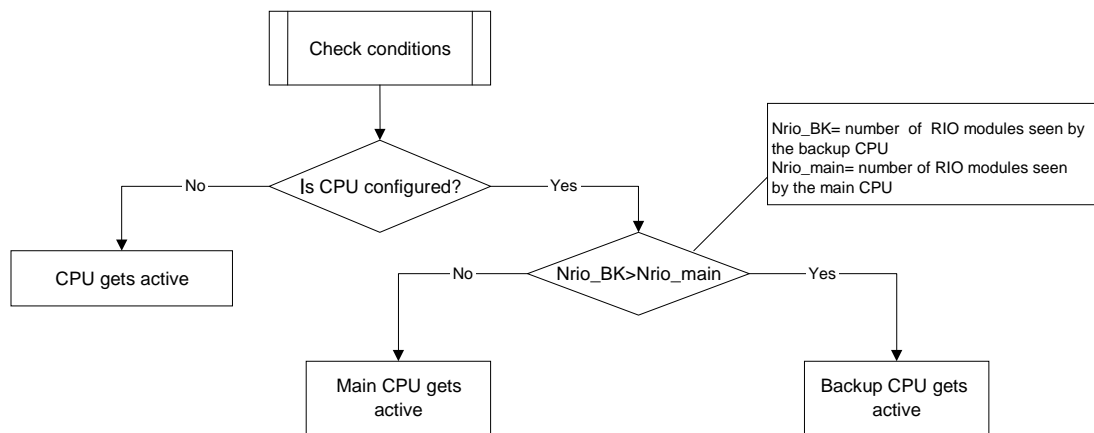 Check conditions
Nrio_BK= number of RIO modules seen by
the backup CPU
Nrio_main= number of RIO modules seen
by the main CPU
No
Is CPU configured?
Yes
CPU gets active
No
Nrio_BK>Nrio_main
Yes
Main CPU gets
active
Backup CPU gets
active